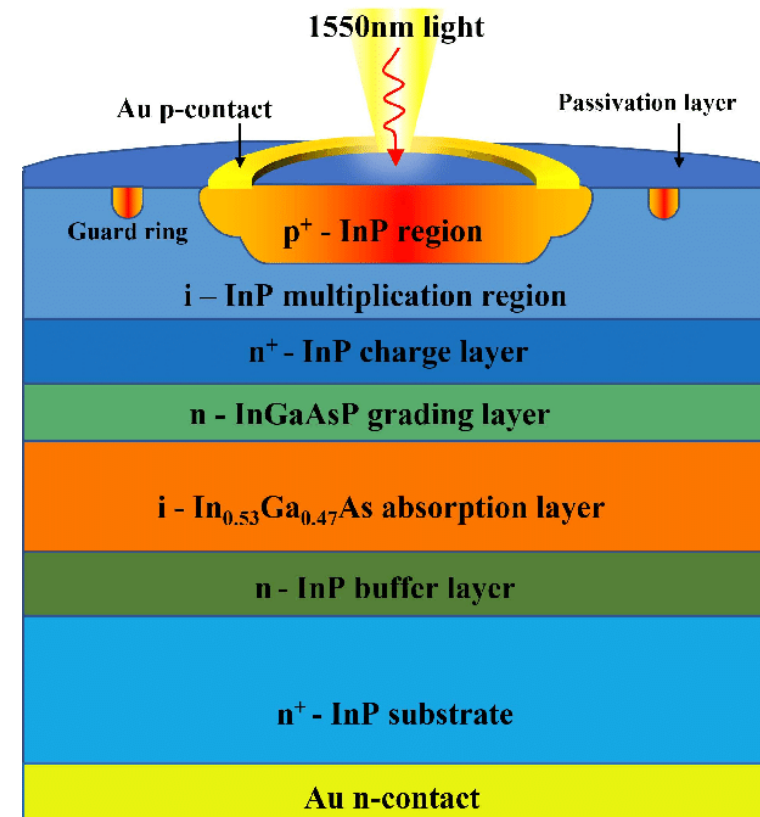 1550nm light
Au p-contact
Passivation layer
Guard ring
p⁺ - InP region
i – InP multiplication region
n⁺ - InP charge layer
n - InGaAsP grading layer
i - In₀.₅₃Ga₀.₄₇As absorption layer
n - InP buffer layer
n⁺ - InP substrate
Au n-contact